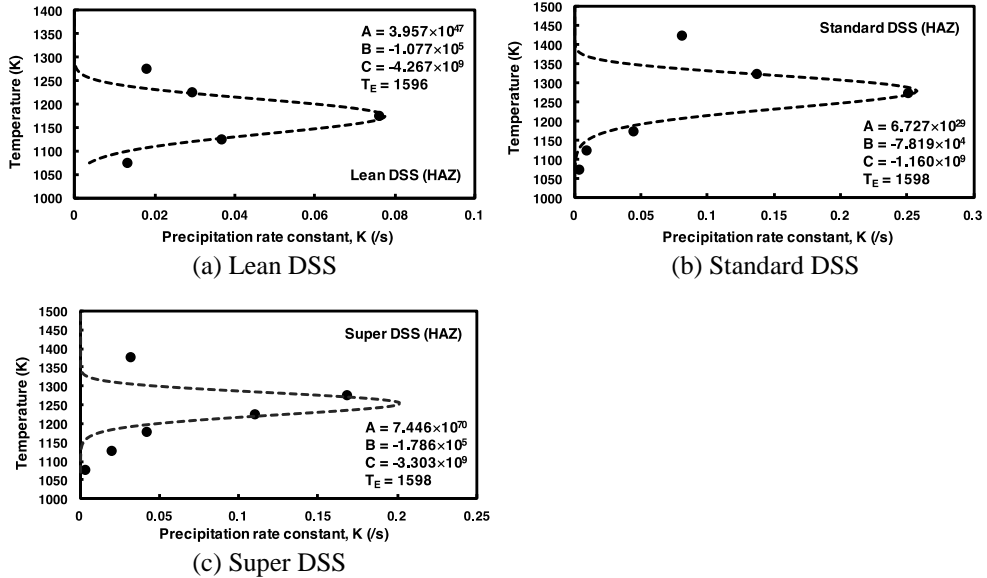 1300
1250
1200
1150
1100
1050
1000
Temperature (K)
A = 3.957×10⁴⁷
B = -1.077×10⁵
C = -4.267×10⁹
T_E = 1596
Lean DSS (HAZ)
0 0.02 0.04 0.06 0.08 0.1
Precipitation rate constant, K (/s)
(a) Lean DSS
1500
1450
1400
1350
1300
1250
1200
1150
1100
1050
1000
Temperature (K)
Standard DSS (HAZ)
A = 6.727×10²⁹
B = -7.819×10⁴
C = -1.160×10⁹
T_E = 1598
0 0.05 0.1 0.15 0.2 0.25 0.3
Precipitation rate constant, K (/s)
(b) Standard DSS
1500
1450
1400
1350
1300
1250
1200
1150
1100
1050
1000
Temperature (K)
Super DSS (HAZ)
A = 7.446×10⁷⁰
B = -1.786×10⁵
C = -3.303×10⁹
T_E = 1598
0 0.05 0.1 0.15 0.2 0.25
Precipitation rate constant, K (/s)
(c) Super DSS